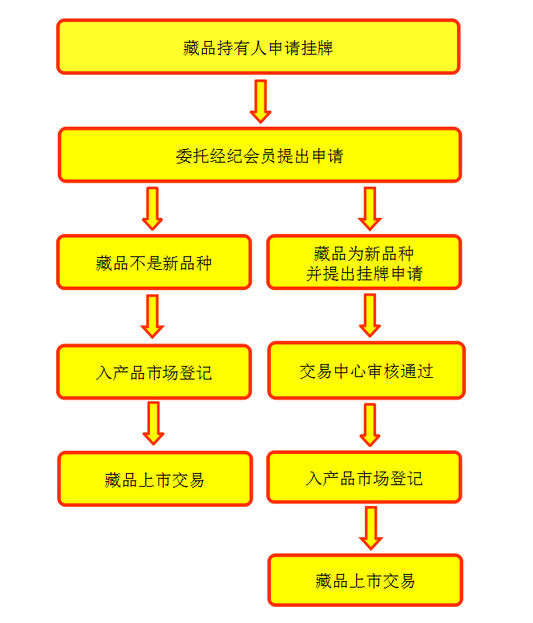 藏品持有人申请挂牌
委托经纪会员提出申请
藏品不是新品种
藏品为新品种
并提出挂牌申请
入产品市场登记
交易中心审核通过
藏品上市交易
入产品市场登记
藏品上市交易